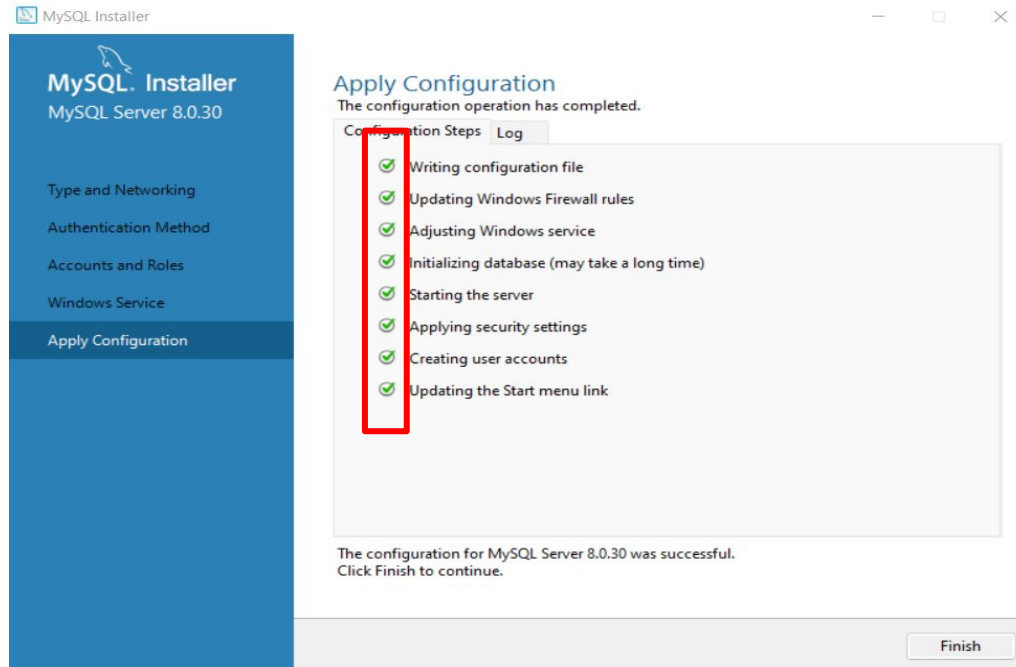 MySQL Installer
MySQL. Installer
MySQL Server 8.0.30
Type and Networking
Authentication Method
Accounts and Roles
Windows Service
Apply Configuration
Apply Configuration
The configuration operation has completed.
Configuration Steps
Log
Writing configuration file
Updating Windows Firewall rules
Adjusting Windows service
Initializing database (may take a long time)
Starting the server
Applying security settings
Creating user accounts
Updating the Start menu link
The configuration for MySQL Server 8.0.30 was successful.
Click Finish to continue.
Finish